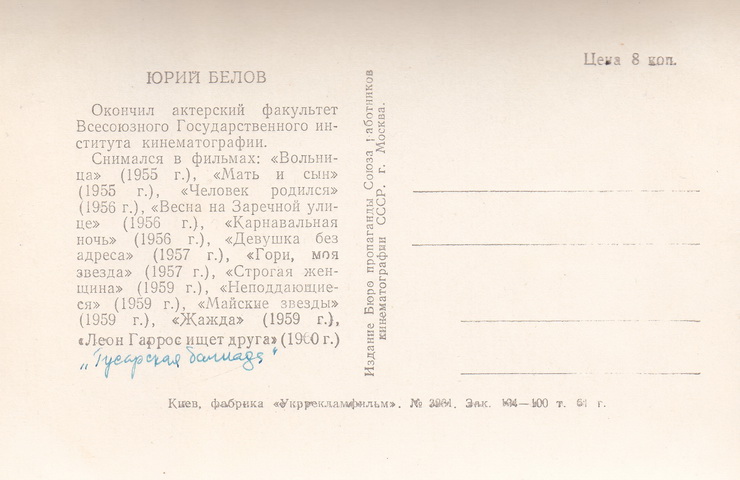 ЮРИЙ БЕЛОВ
Окончил актерский факультет
Всесоюзного Государственного ин-
ститута кинематографии.
Снимался в фильмах: «Вольни-
ца» (1955 г.), «Мать и сын»
(1955 г.), «Человек родился»
(1956 г.), «Весна на Заречной ули-
це» (1956 г.), «Карнавальная
ночь» (1956 г.), «Девушка без
адреса» (1957 г.), «Гори, моя
звезда» (1957 г.), «Строгая жен-
щина» (1959 г.), «Неподдающие-
ся» (1959 г.), «Майские звезды»
(1959 г.), «Жажда» (1959 г.),
«Леон Гаррос ищет друга» (1960 г.)
„Гусарская баллада"
Издание Бюро пропаганды Союза работников
кинематографии СССР. г. Москва.
Цена 8 коп.
Киев, фабрика «Укррекламфильм». № Зак. —100 т. г.